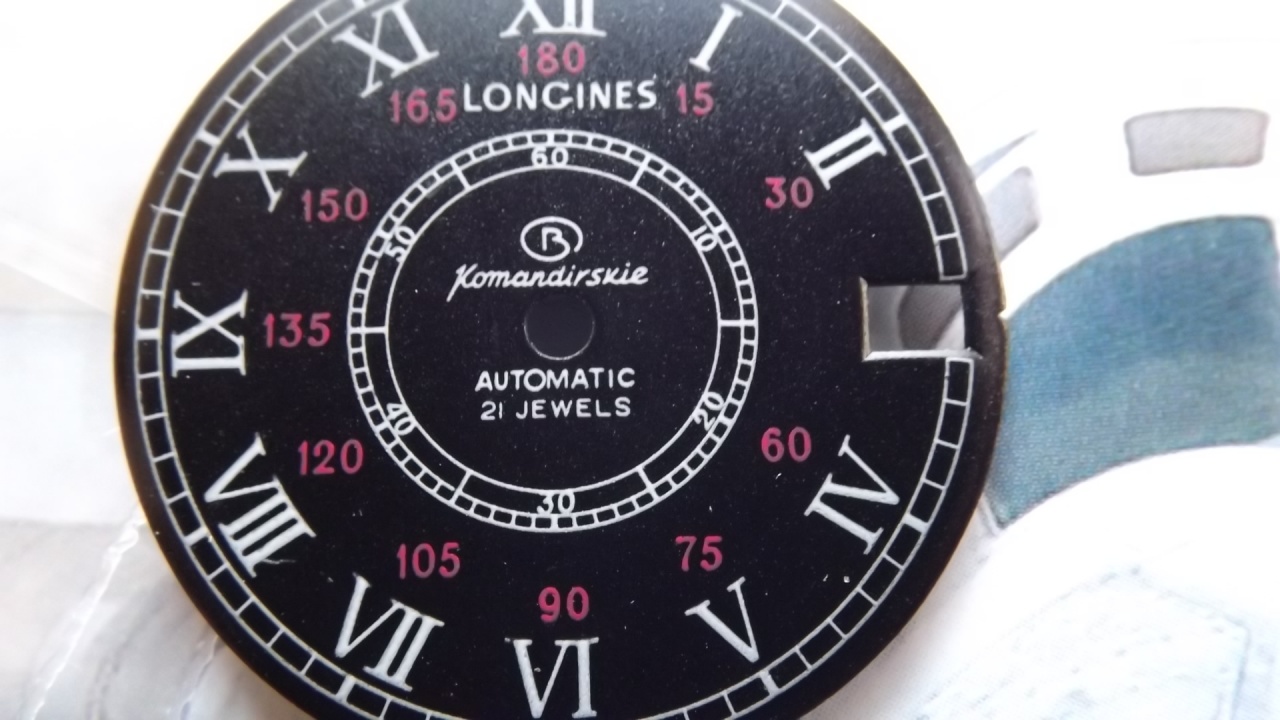 XII
XI
I
180
165
LONGINES
15
X
II
60
150
30
50
10
B
Komandirskie
IX
135
AUTOMATIC
21 JEWELS
40
20
120
60
VIII
IV
30
105
75
90
VII
V
VI